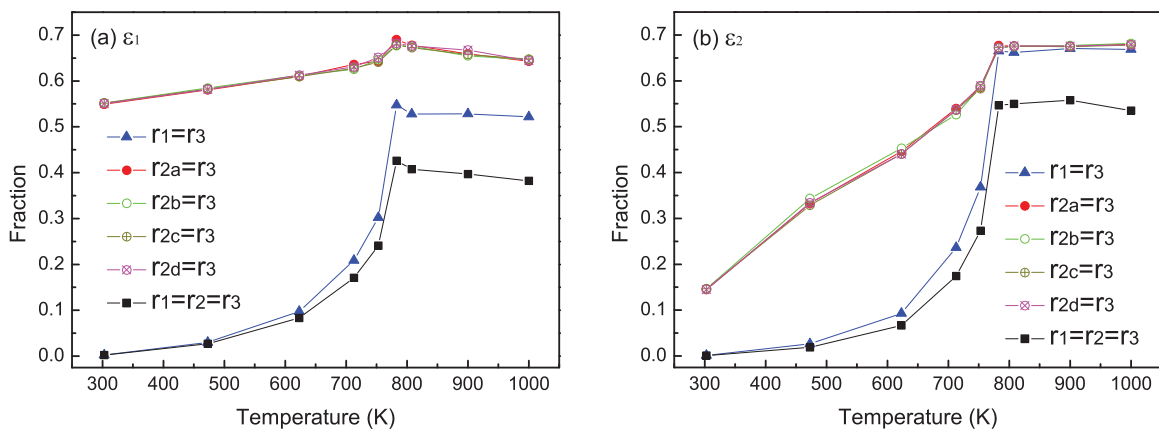 (a) ε1
0.7
0.6
0.5
0.4
0.3
0.2
0.1
0.0
Fraction
r1=r3
r2a=r3
r2b=r3
r2c=r3
r2d=r3
r1=r2=r3
300 400 500 600 700 800 900 1000
Temperature (K)
(b) ε2
0.7
0.6
0.5
0.4
0.3
0.2
0.1
0.0
Fraction
r1=r3
r2a=r3
r2b=r3
r2c=r3
r2d=r3
r1=r2=r3
300 400 500 600 700 800 900 1000
Temperature (K)